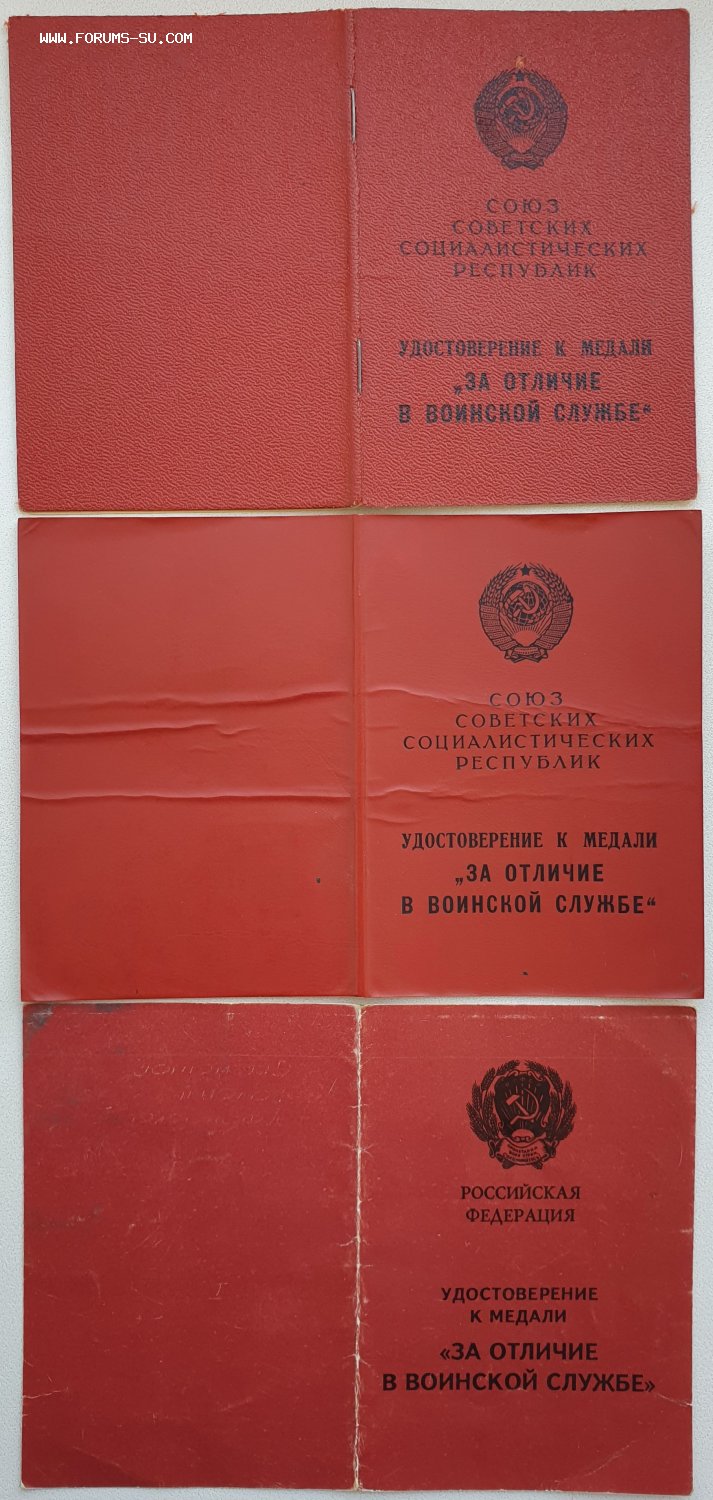 WWW.FORUMS-SU.COM
СОЮЗ
СОВЕТСКИХ
СОЦИАЛИСТИЧЕСКИХ
РЕСПУБЛИК
УДОСТОВЕРЕНИЕ К МЕДАЛИ
„ЗА ОТЛИЧИЕ
В ВОИНСКОЙ СЛУЖБЕ“
СОЮЗ
СОВЕТСКИХ
СОЦИАЛИСТИЧЕСКИХ
РЕСПУБЛИК
УДОСТОВЕРЕНИЕ К МЕДАЛИ
„ЗА ОТЛИЧИЕ
В ВОИНСКОЙ СЛУЖБЕ“
РОССИЙСКАЯ
ФЕДЕРАЦИЯ
УДОСТОВЕРЕНИЕ
К МЕДАЛИ
«ЗА ОТЛИЧИЕ
В ВОИНСКОЙ СЛУЖБЕ»